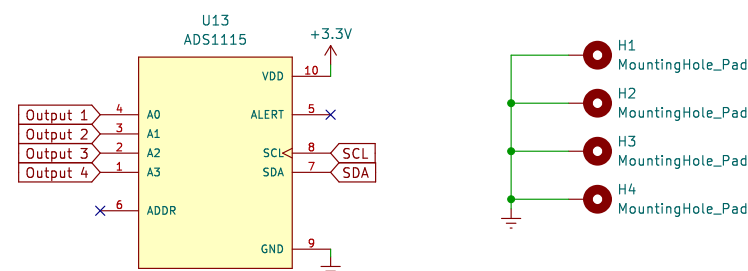 U13
ADS1115
+3.3V
VDD 10
Output 1 4 A0 ALERT 5
Output 2 3 A1
Output 3 2 A2 SCL 8 SCL
Output 4 1 A3 SDA 7 SDA
6 ADDR
GND 9
H1
MountingHole_Pad
H2
MountingHole_Pad
H3
MountingHole_Pad
H4
MountingHole_Pad